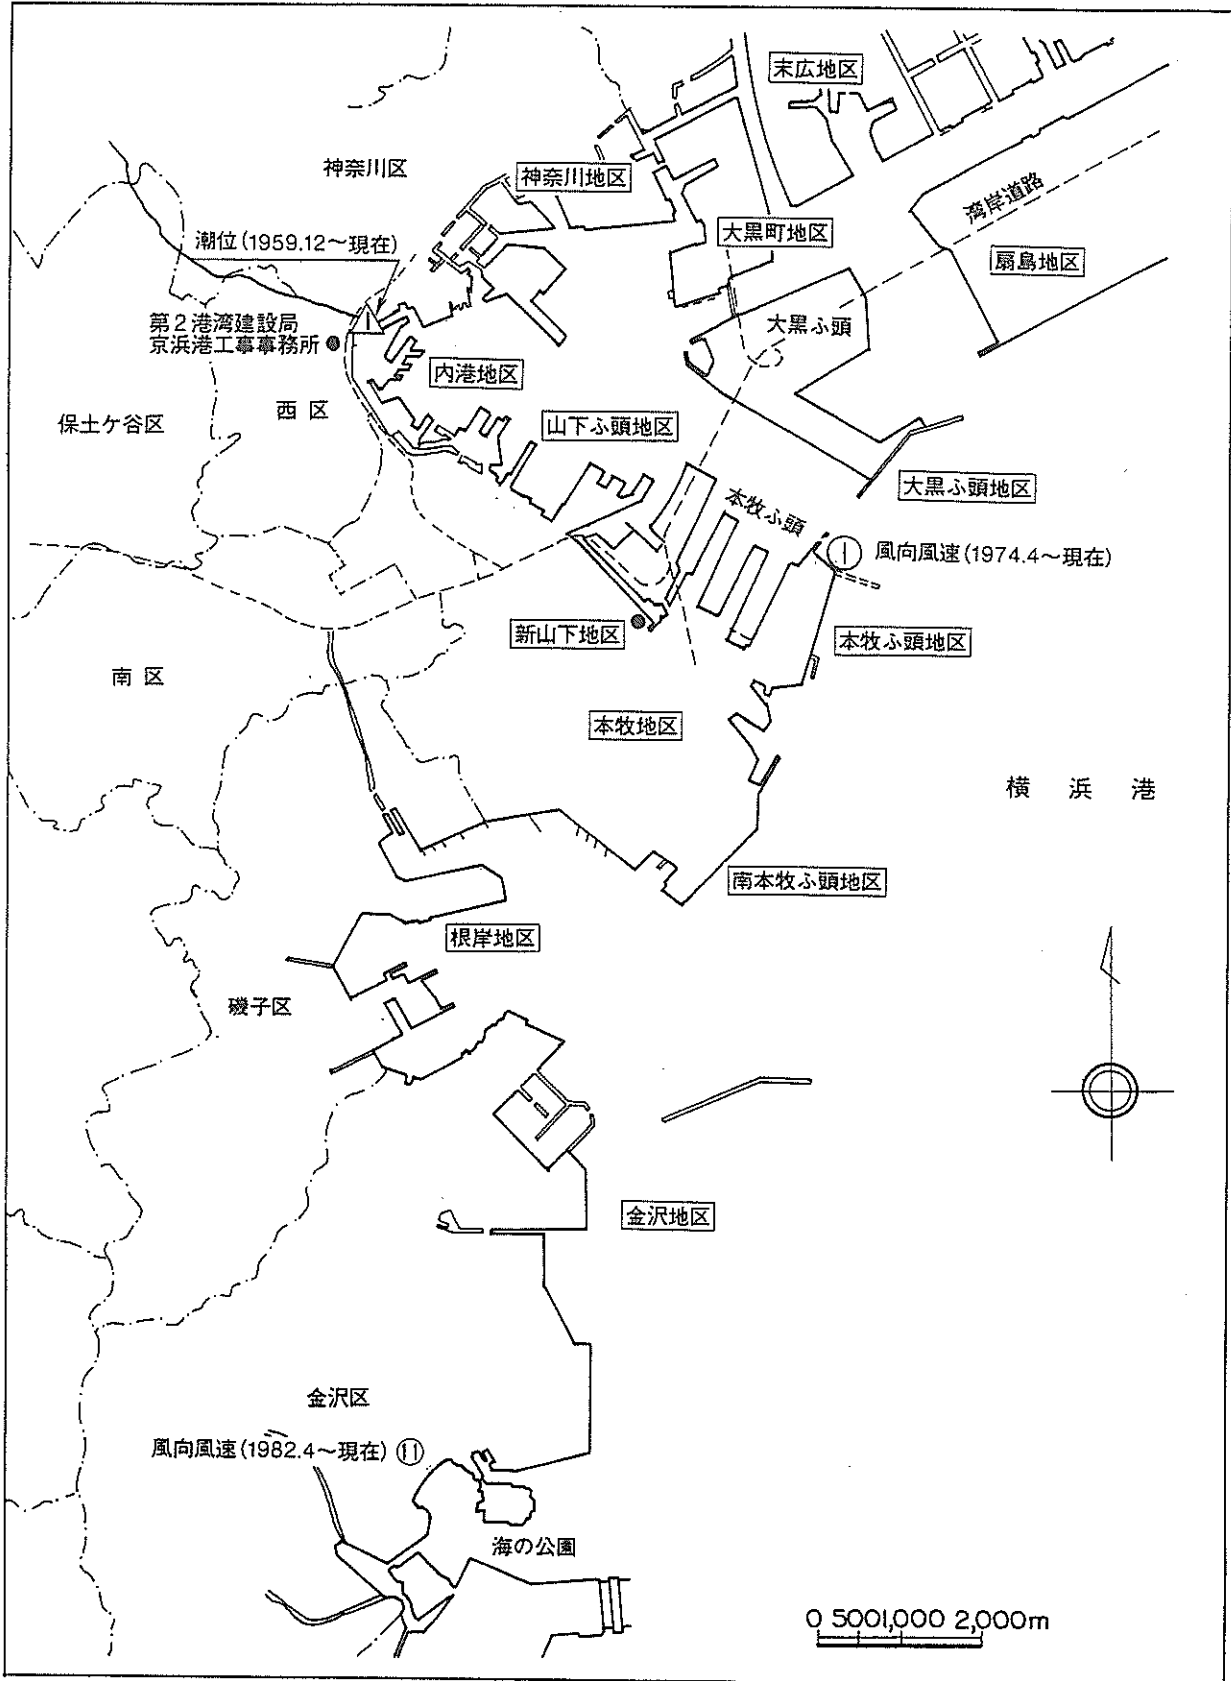 末広地区
神奈川区
神奈川地区
湾岸道路
大黒町地区
潮位(1959.12～現在)
扇島地区
1
第2港湾建設局
京浜港工事事務所
大黒ふ頭
内港地区
西区
保土ケ谷区
山下ふ頭地区
大黒ふ頭地区
本牧ふ頭
1
風向風速(1974.4～現在)
新山下地区
本牧ふ頭地区
南区
本牧地区
横浜港
南本牧ふ頭地区
根岸地区
磯子区
金沢地区
金沢区
風向風速(1982.4～現在)
11
海の公園
0 500 1,000 2,000m